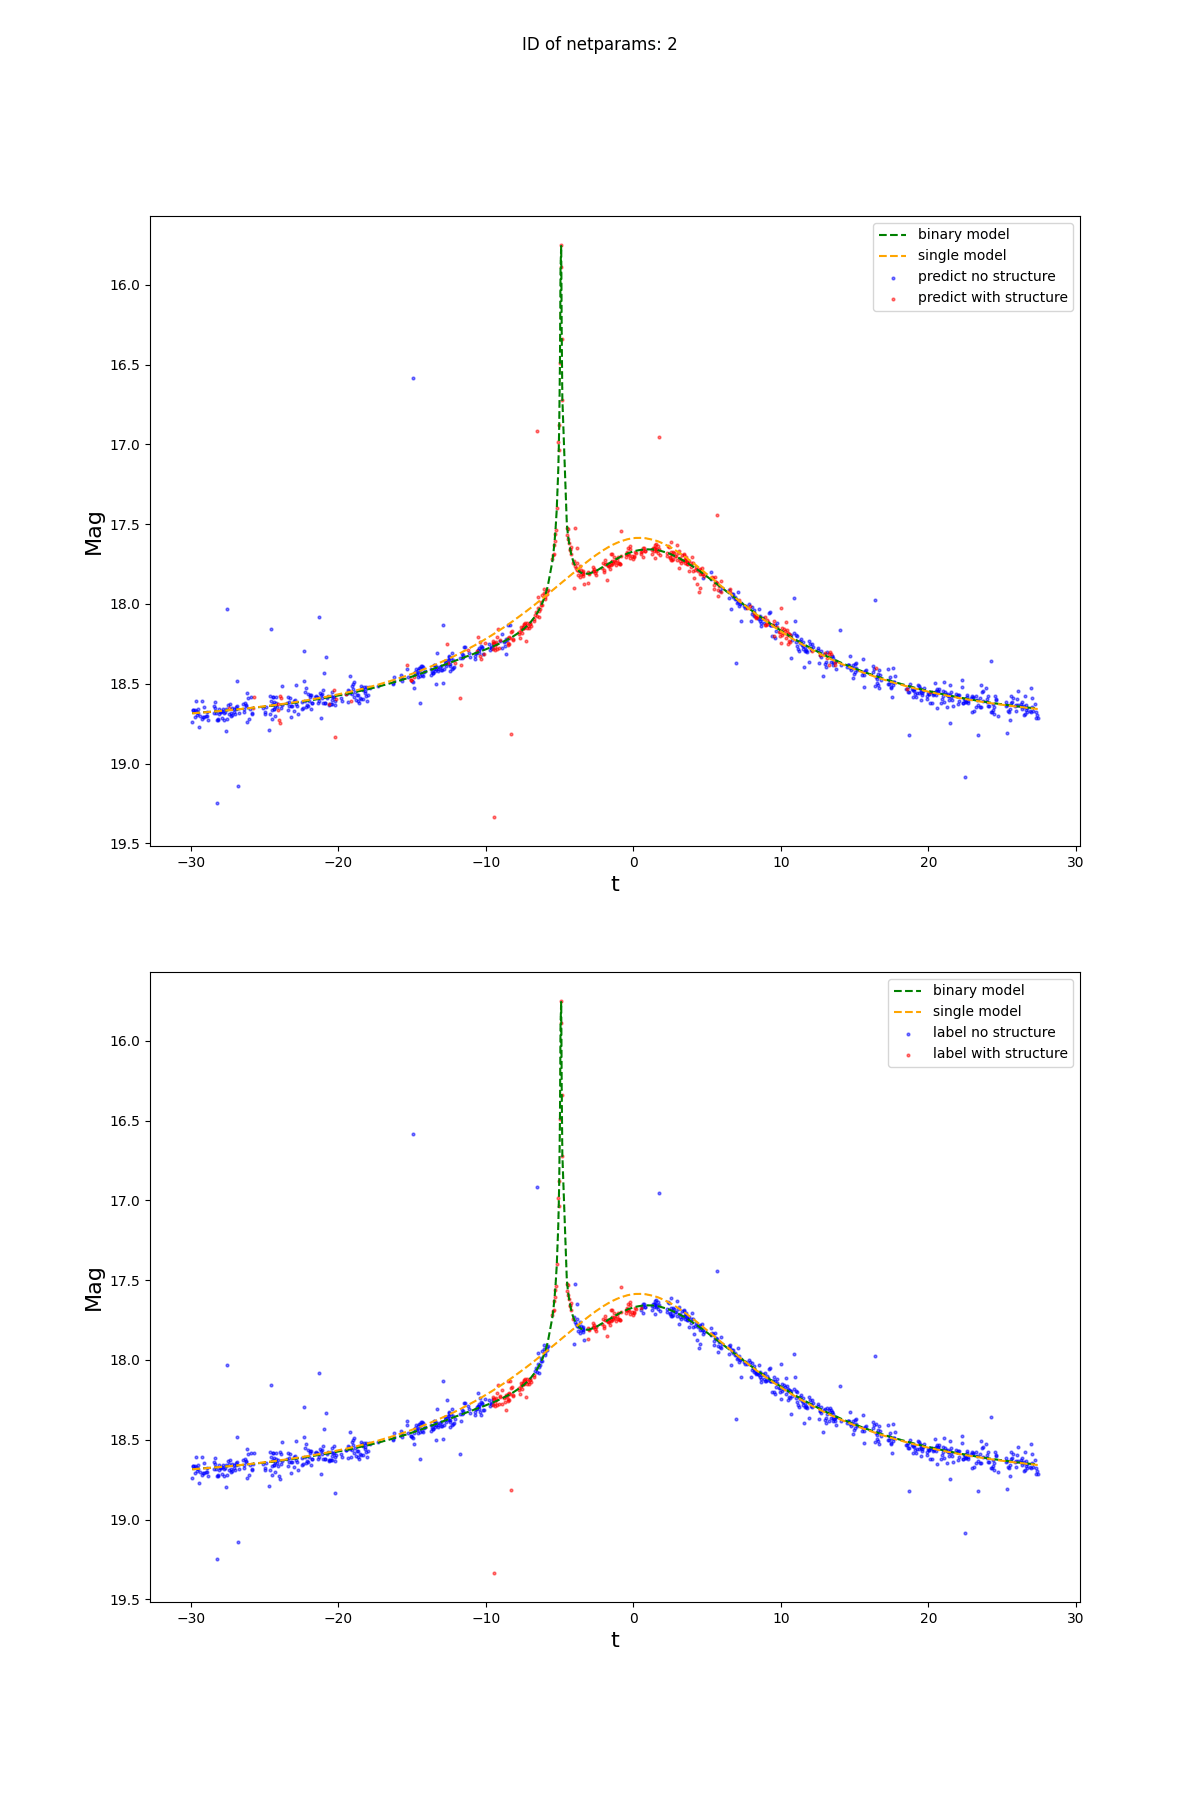 ID of netparams: 2
binary model
single model
predict no structure
predict with structure
Mag
16.0
16.5
17.0
17.5
18.0
18.5
19.0
19.5
−30
−20
−10
0
10
20
30
t
binary model
single model
label no structure
label with structure
Mag
16.0
16.5
17.0
17.5
18.0
18.5
19.0
19.5
−30
−20
−10
0
10
20
30
t